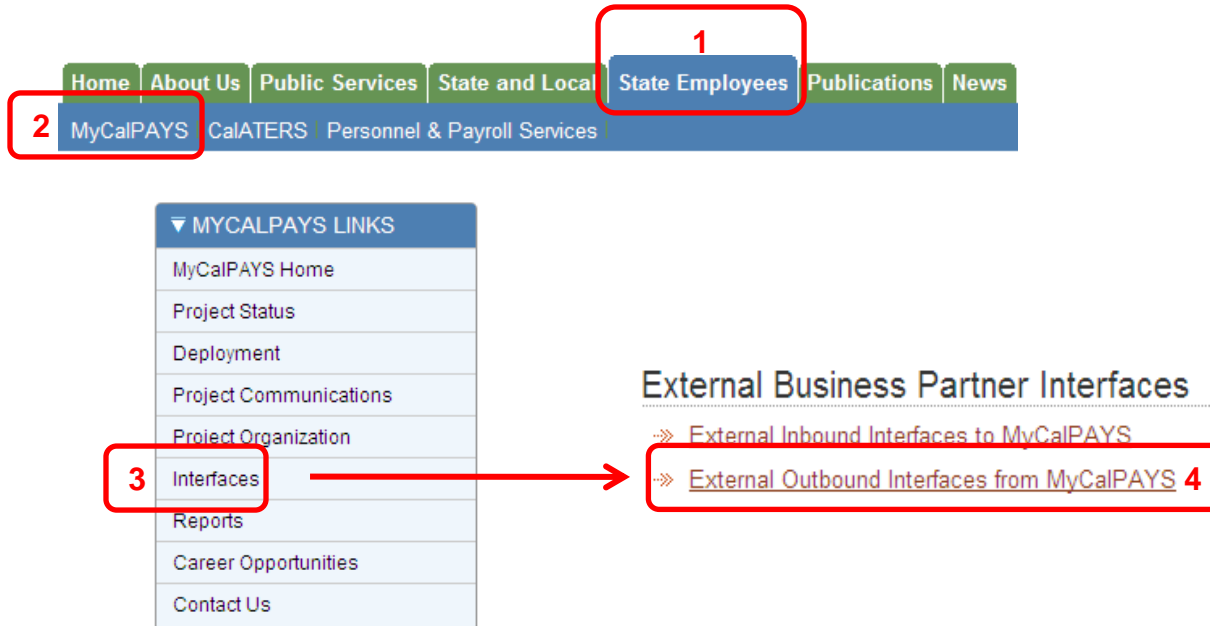 1
Home About Us Public Services State and Local State Employees Publications News
2 MyCalPAYS CalATERS Personnel & Payroll Services
MYCALPAYS LINKS
MyCalPAYS Home
Project Status
Deployment
Project Communications
Project Organization
3 Interfaces
Reports
Career Opportunities
Contact Us
External Business Partner Interfaces
External Inbound Interfaces to MyCalPAYS
External Outbound Interfaces from MyCalPAYS 4